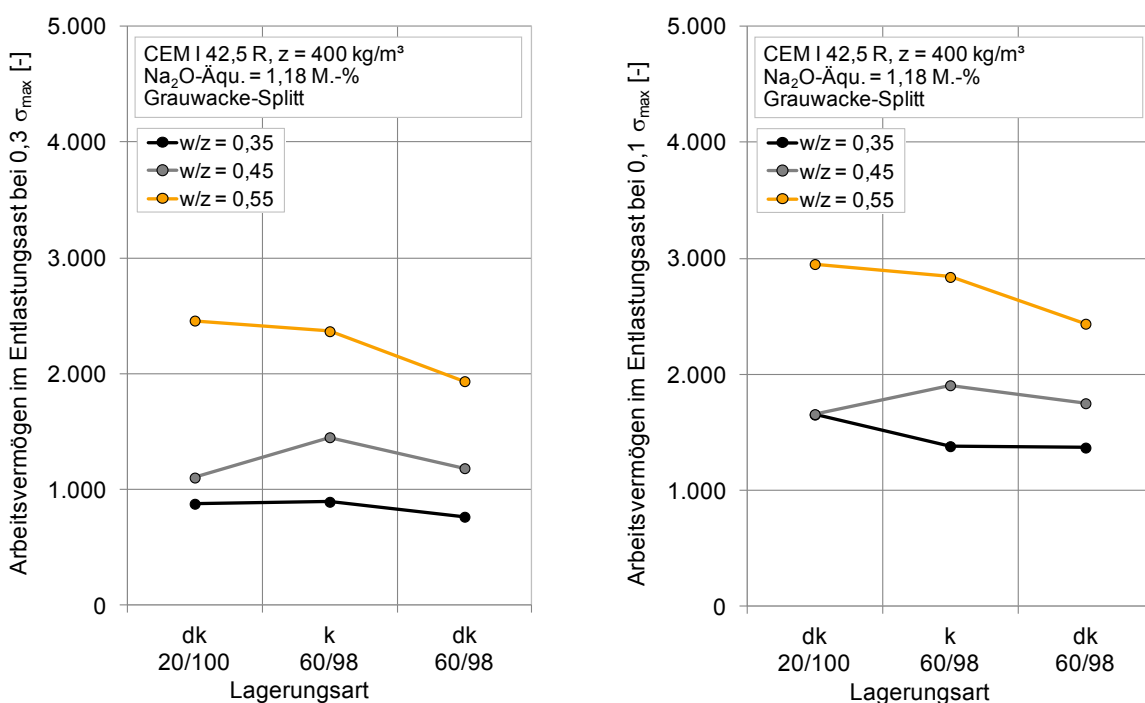 Arbeitsvermögen im Entlastungsast bei 0,3 σmax [-]
5.000
4.000
3.000
2.000
1.000
0
CEM I 42,5 R, z = 400 kg/m³
Na₂O-Äqu. = 1,18 M.-%
Grauwacke-Splitt
w/z = 0,35
w/z = 0,45
w/z = 0,55
dk k dk
20/100 60/98 60/98
Lagerungsart
Arbeitsvermögen im Entlastungsast bei 0,1 σmax [-]
5.000
4.000
3.000
2.000
1.000
0
CEM I 42,5 R, z = 400 kg/m³
Na₂O-Äqu. = 1,18 M.-%
Grauwacke-Splitt
w/z = 0,35
w/z = 0,45
w/z = 0,55
dk k dk
20/100 60/98 60/98
Lagerungsart